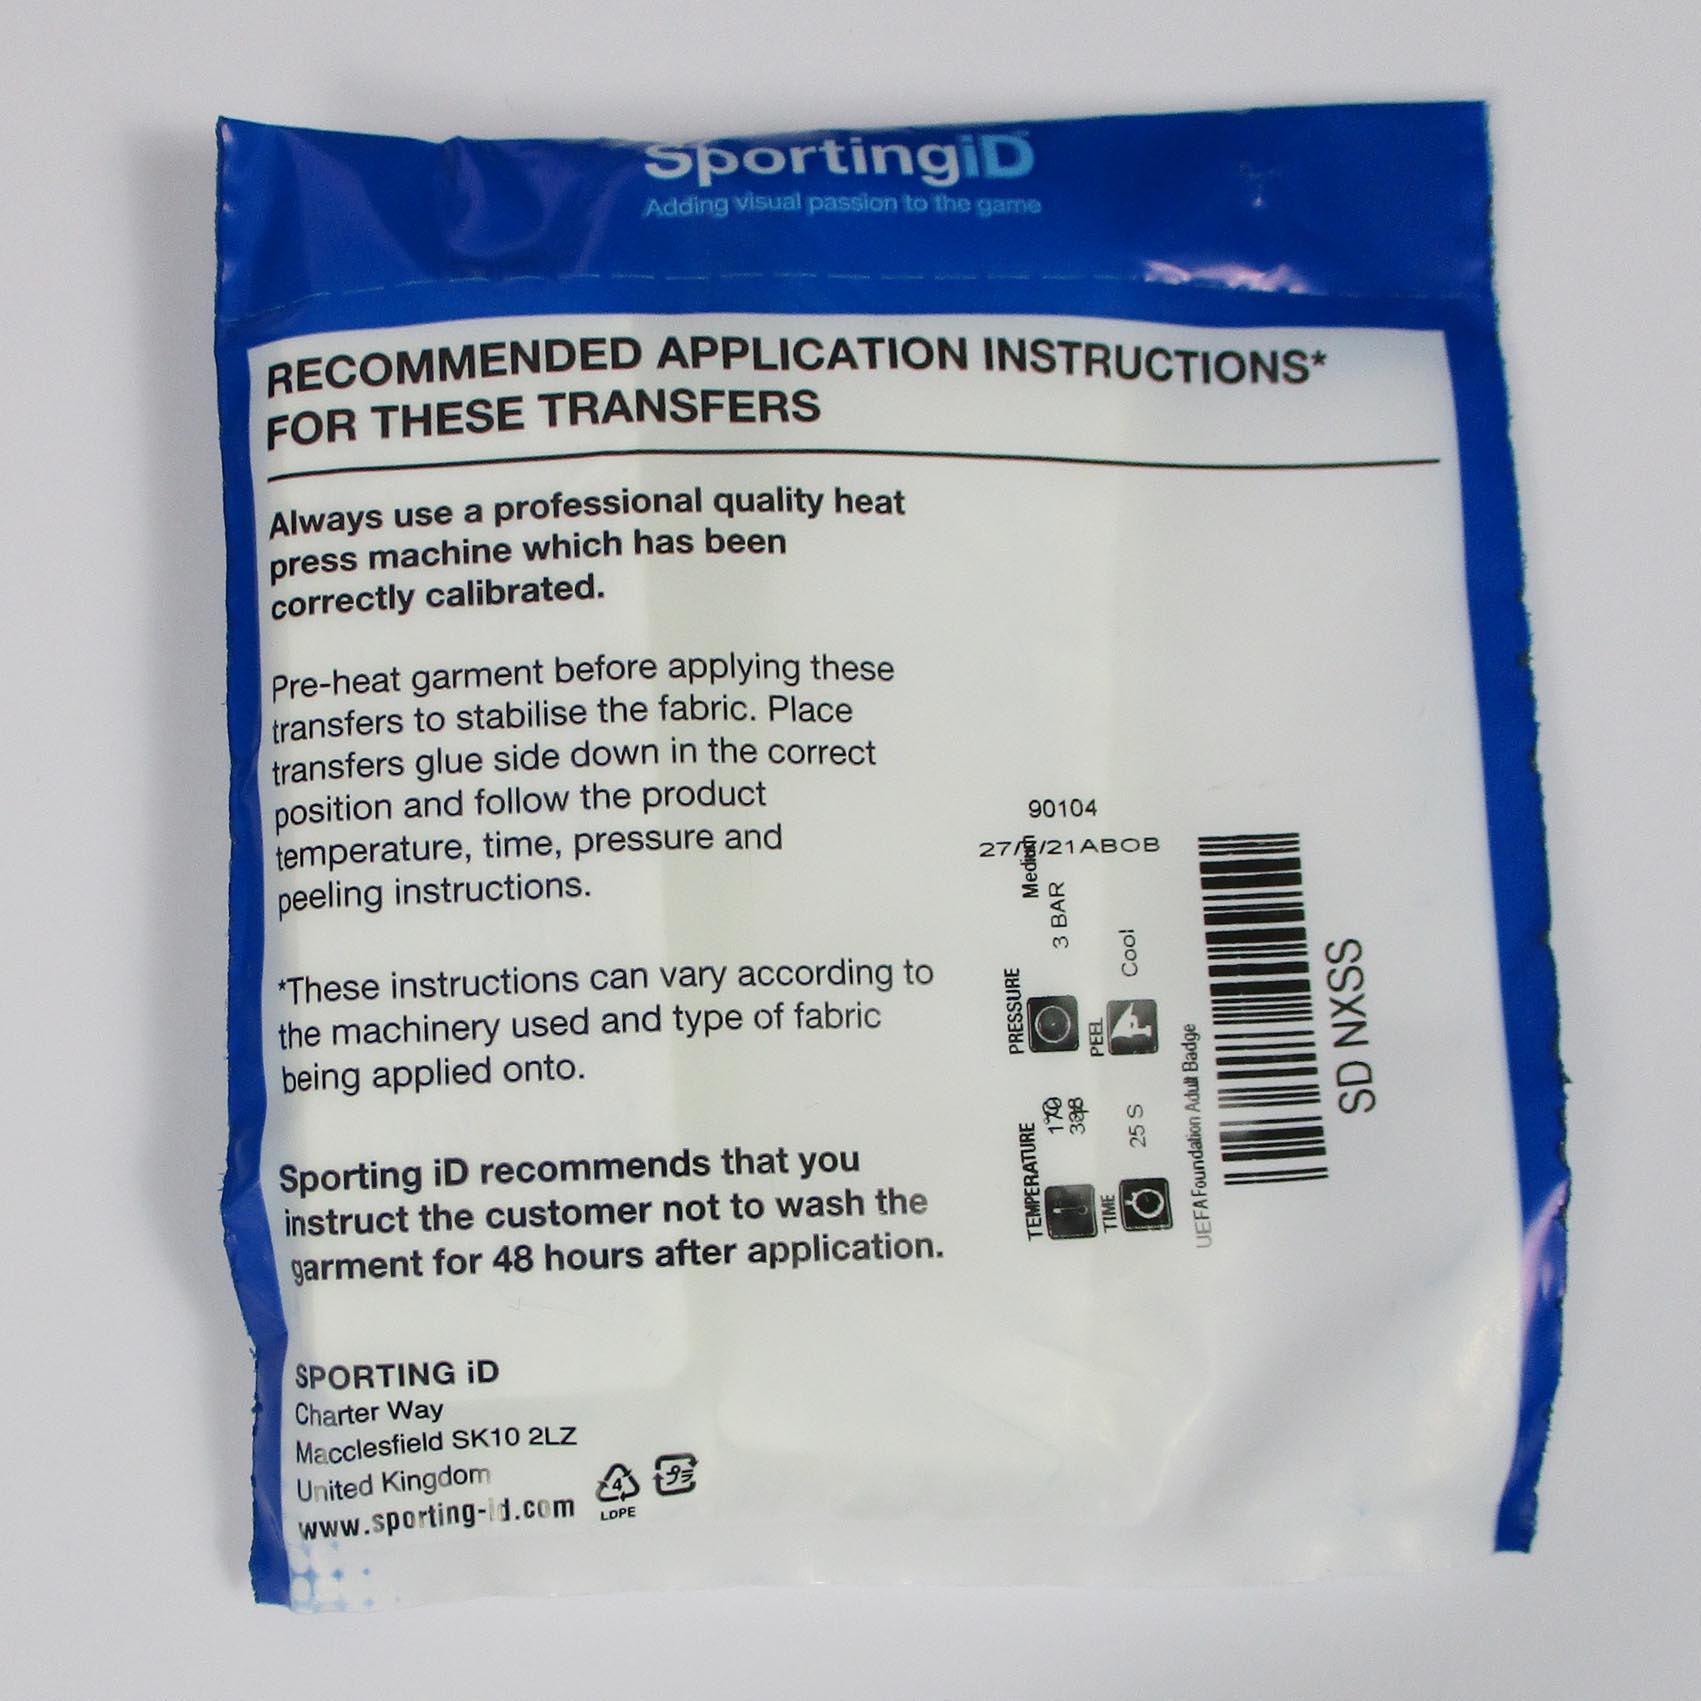 SportingiD
Adding visual passion to the game
RECOMMENDED APPLICATION INSTRUCTIONS*
FOR THESE TRANSFERS
Always use a professional quality heat
press machine which has been
correctly calibrated.
Pre-heat garment before applying these
transfers to stabilise the fabric. Place
transfers glue side down in the correct
position and follow the product
temperature, time, pressure and
peeling instructions.
*These instructions can vary according to
the machinery used and type of fabric
being applied onto.
Sporting iD recommends that you
instruct the customer not to wash the
garment for 48 hours after application.
90104
TEMPERATURE
PRESSURE
Medium
3 BAR
TIME
25 S
PEEL
Cool
UEFA Foundation Adult Badge
SD NXSS
SPORTING iD
Charter Way
Macclesfield SK10 2LZ
United Kingdom
www.sporting-id.com
4
LDPE